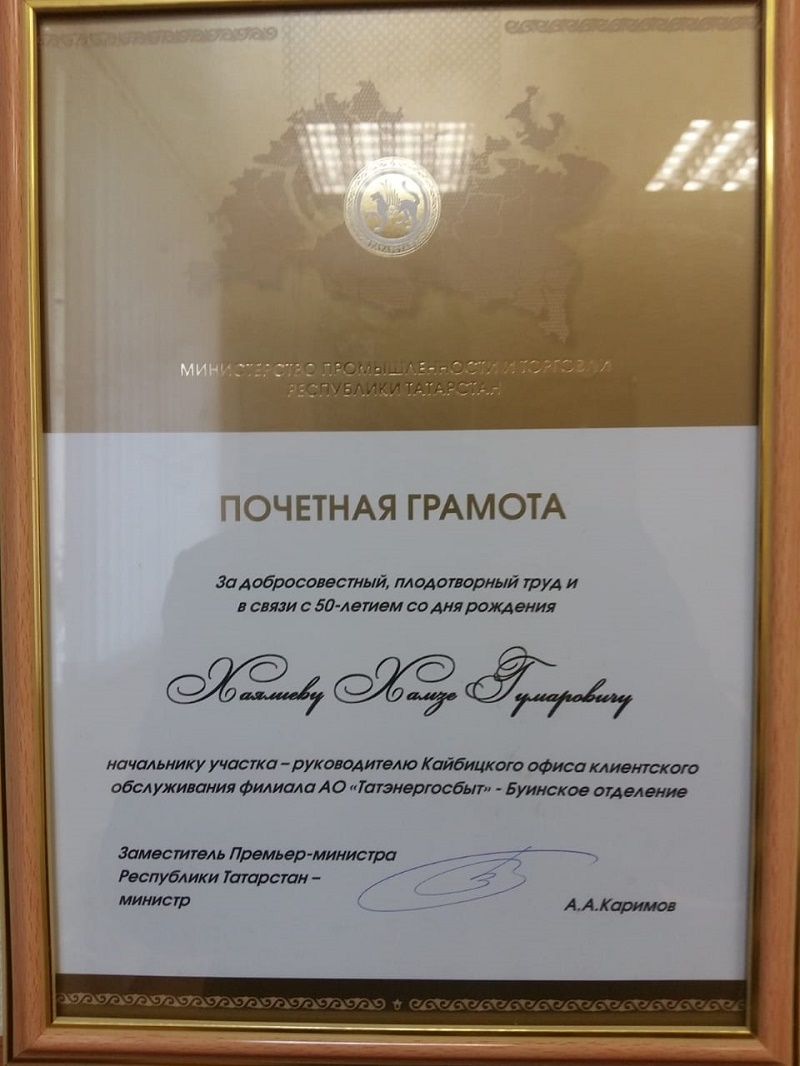 ТАТАРСТАН
МИНИСТЕРСТВО ПРОМЫШЛЕННОСТИ И ТОРГОВЛИ
РЕСПУБЛИКИ ТАТАРСТАН
ПОЧЕТНАЯ ГРАМОТА
За добросовестный, плодотворный труд и
в связи с 50-летием со дня рождения
Хаялиеву Хамзе Гумаровичу
начальнику участка – руководителю Кайбицкого офиса клиентского
обслуживания филиала АО «Татэнергосбыт» - Буинское отделение
Заместитель Премьер-министра
Республики Татарстан –
министр
А.А.Каримов